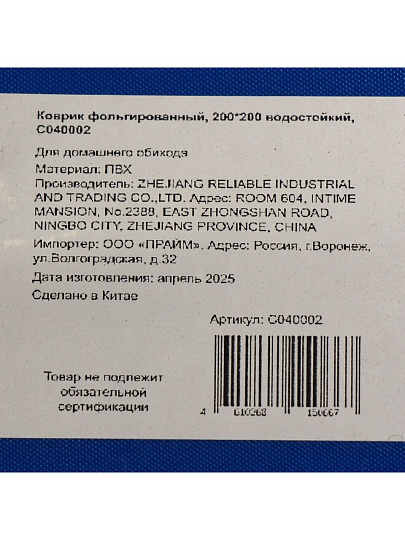 Коврик фольгированный, 200*200 водостойкий,
С040002
Для домашнего обихода
Материал: ПВХ
Производитель: ZHEJIANG RELIABLE INDUSTRIAL
AND TRADING CO.,LTD. Адрес: ROOM 604, INTIME
MANSION, No.2388, EAST ZHONGSHAN ROAD,
NINGBO CITY, ZHEJIANG PROVINCE, CHINA
Импортер: ООО «ПРАЙМ». Адрес: Россия, г.Воронеж,
ул.Волгоградская, д.32
Дата изготовления: апрель 2025
Сделано в Китае
Артикул: С040002
Товар не подлежит
обязательной
сертификации
4 610268 150667